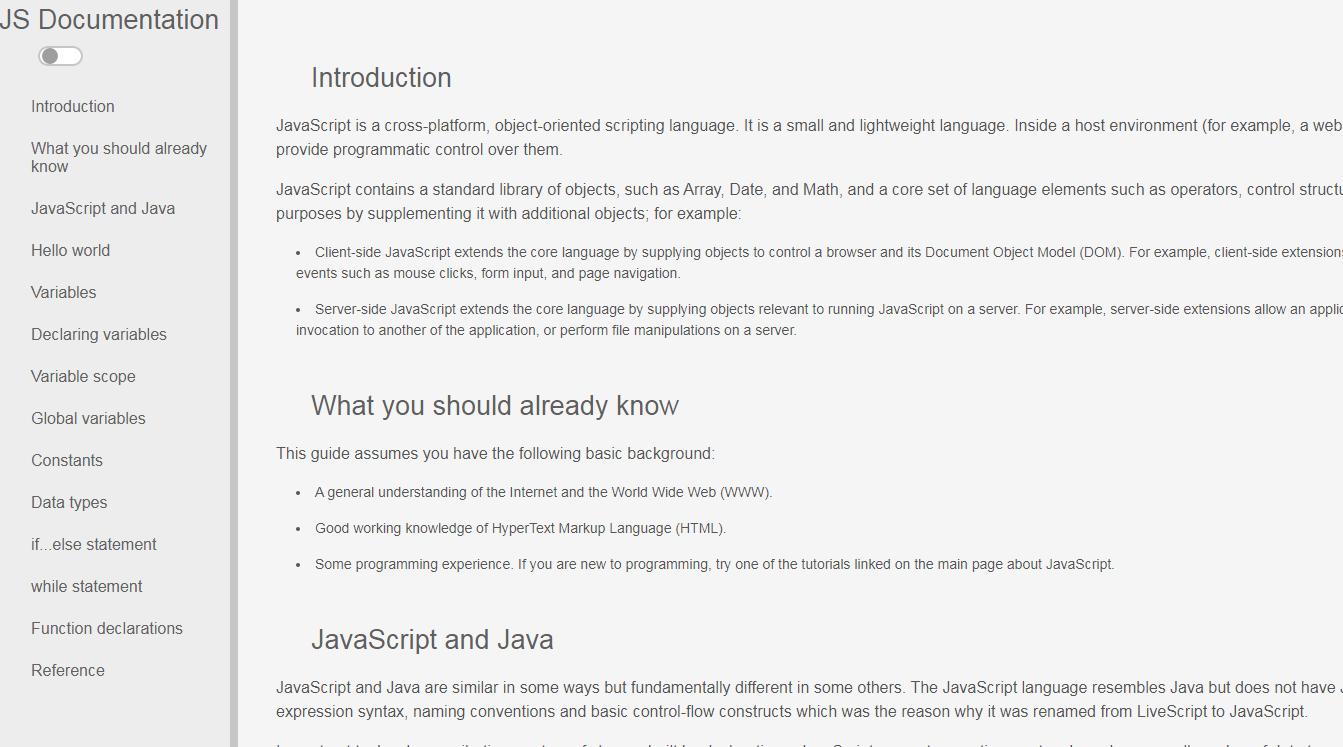 JS Documentation
Introduction
What you should already
know
JavaScript and Java
Hello world
Variables
Declaring variables
Variable scope
Global variables
Constants
Data types
if...else statement
while statement
Function declarations
Reference
Introduction
JavaScript is a cross-platform, object-oriented scripting language. It is a small and lightweight language. Inside a host environment (for example, a web
provide programmatic control over them.
JavaScript contains a standard library of objects, such as Array, Date, and Math, and a core set of language elements such as operators, control
purposes by supplementing it with additional objects; for example:
• Client-side JavaScript extends the core language by supplying objects to control a browser and its Document Object Model (DOM). For example, client-side extensions
events such as mouse clicks, form input, and page navigation.
• Server-side JavaScript extends the core language by supplying objects relevant to running JavaScript on a server. For example, server-side extensions allow an
invocation to another of the application, or perform file manipulations on a server.
What you should already know
This guide assumes you have the following basic background:
• A general understanding of the Internet and the World Wide Web (WWW).
• Good working knowledge of HyperText Markup Language (HTML).
• Some programming experience. If you are new to programming, try one of the tutorials linked on the main page about JavaScript.
JavaScript and Java
JavaScript and Java are similar in some ways but fundamentally different in some others. The JavaScript language resembles Java but does not have
expression syntax, naming conventions and basic control-flow constructs which was the reason why it was renamed from LiveScript to JavaScript.